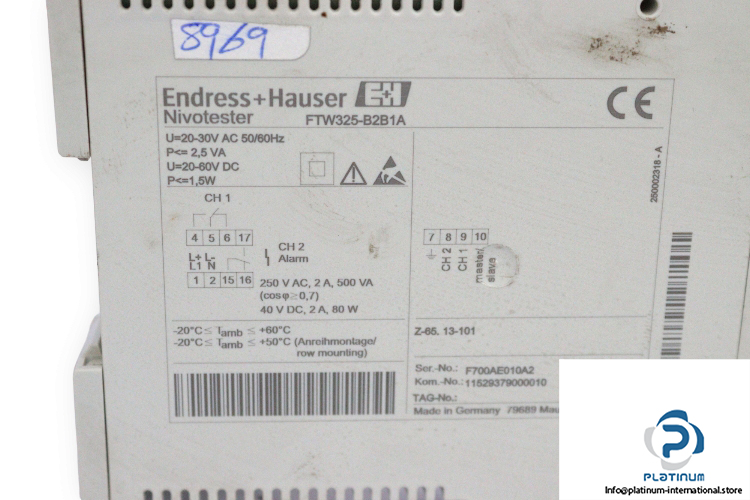 8969
Endress+Hauser E+H
Nivotester FTW325-B2B1A
U=20-30V AC 50/60Hz
P<= 2,5 VA
U=20-60V DC
P<=1,5W
CH 1
4 5 6 17
L+ L-
L1 N
1 2 15 16
CH 2
Alarm
250 V AC, 2 A, 500 VA
(cosφ≥0,7)
40 V DC, 2 A, 80 W
-20°C ≤ Tamb ≤ +60°C
-20°C ≤ Tamb ≤ +50°C (Anreihmontage/
row mounting)
CE
250002318 - A
7 8 9 10
CH 2
CH 1
master/
slave
Z-65. 13-101
Ser.-No.: F700AE010A2
Kom.-No.: 11529379000010
TAG-No.:
Made in Germany 79689 Mau
PLATINUM
INTERNATIONAL
Info@platinum-international-store.com